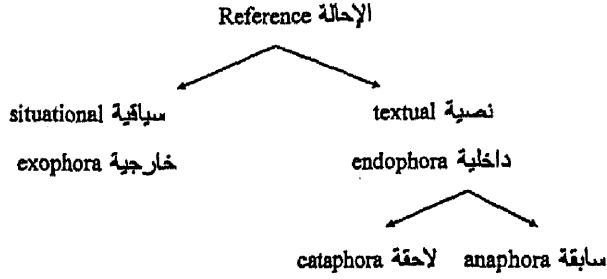 الإحالة Reference
situational سياقية
textual نصية
exophora خارجية
endophora داخلية
cataphora لاحقة
anaphora سابقة